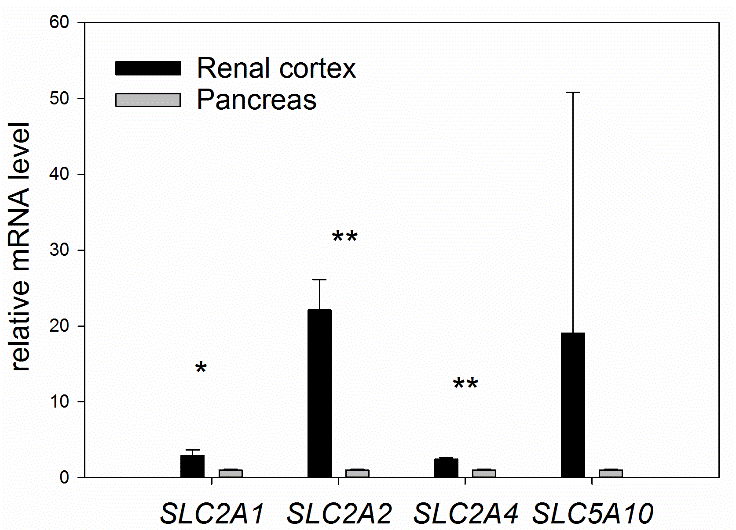 60
50
40
30
20
10
0
relative mRNA level
Renal cortex
Pancreas
*
**
**
SLC2A1 SLC2A2 SLC2A4 SLC5A10